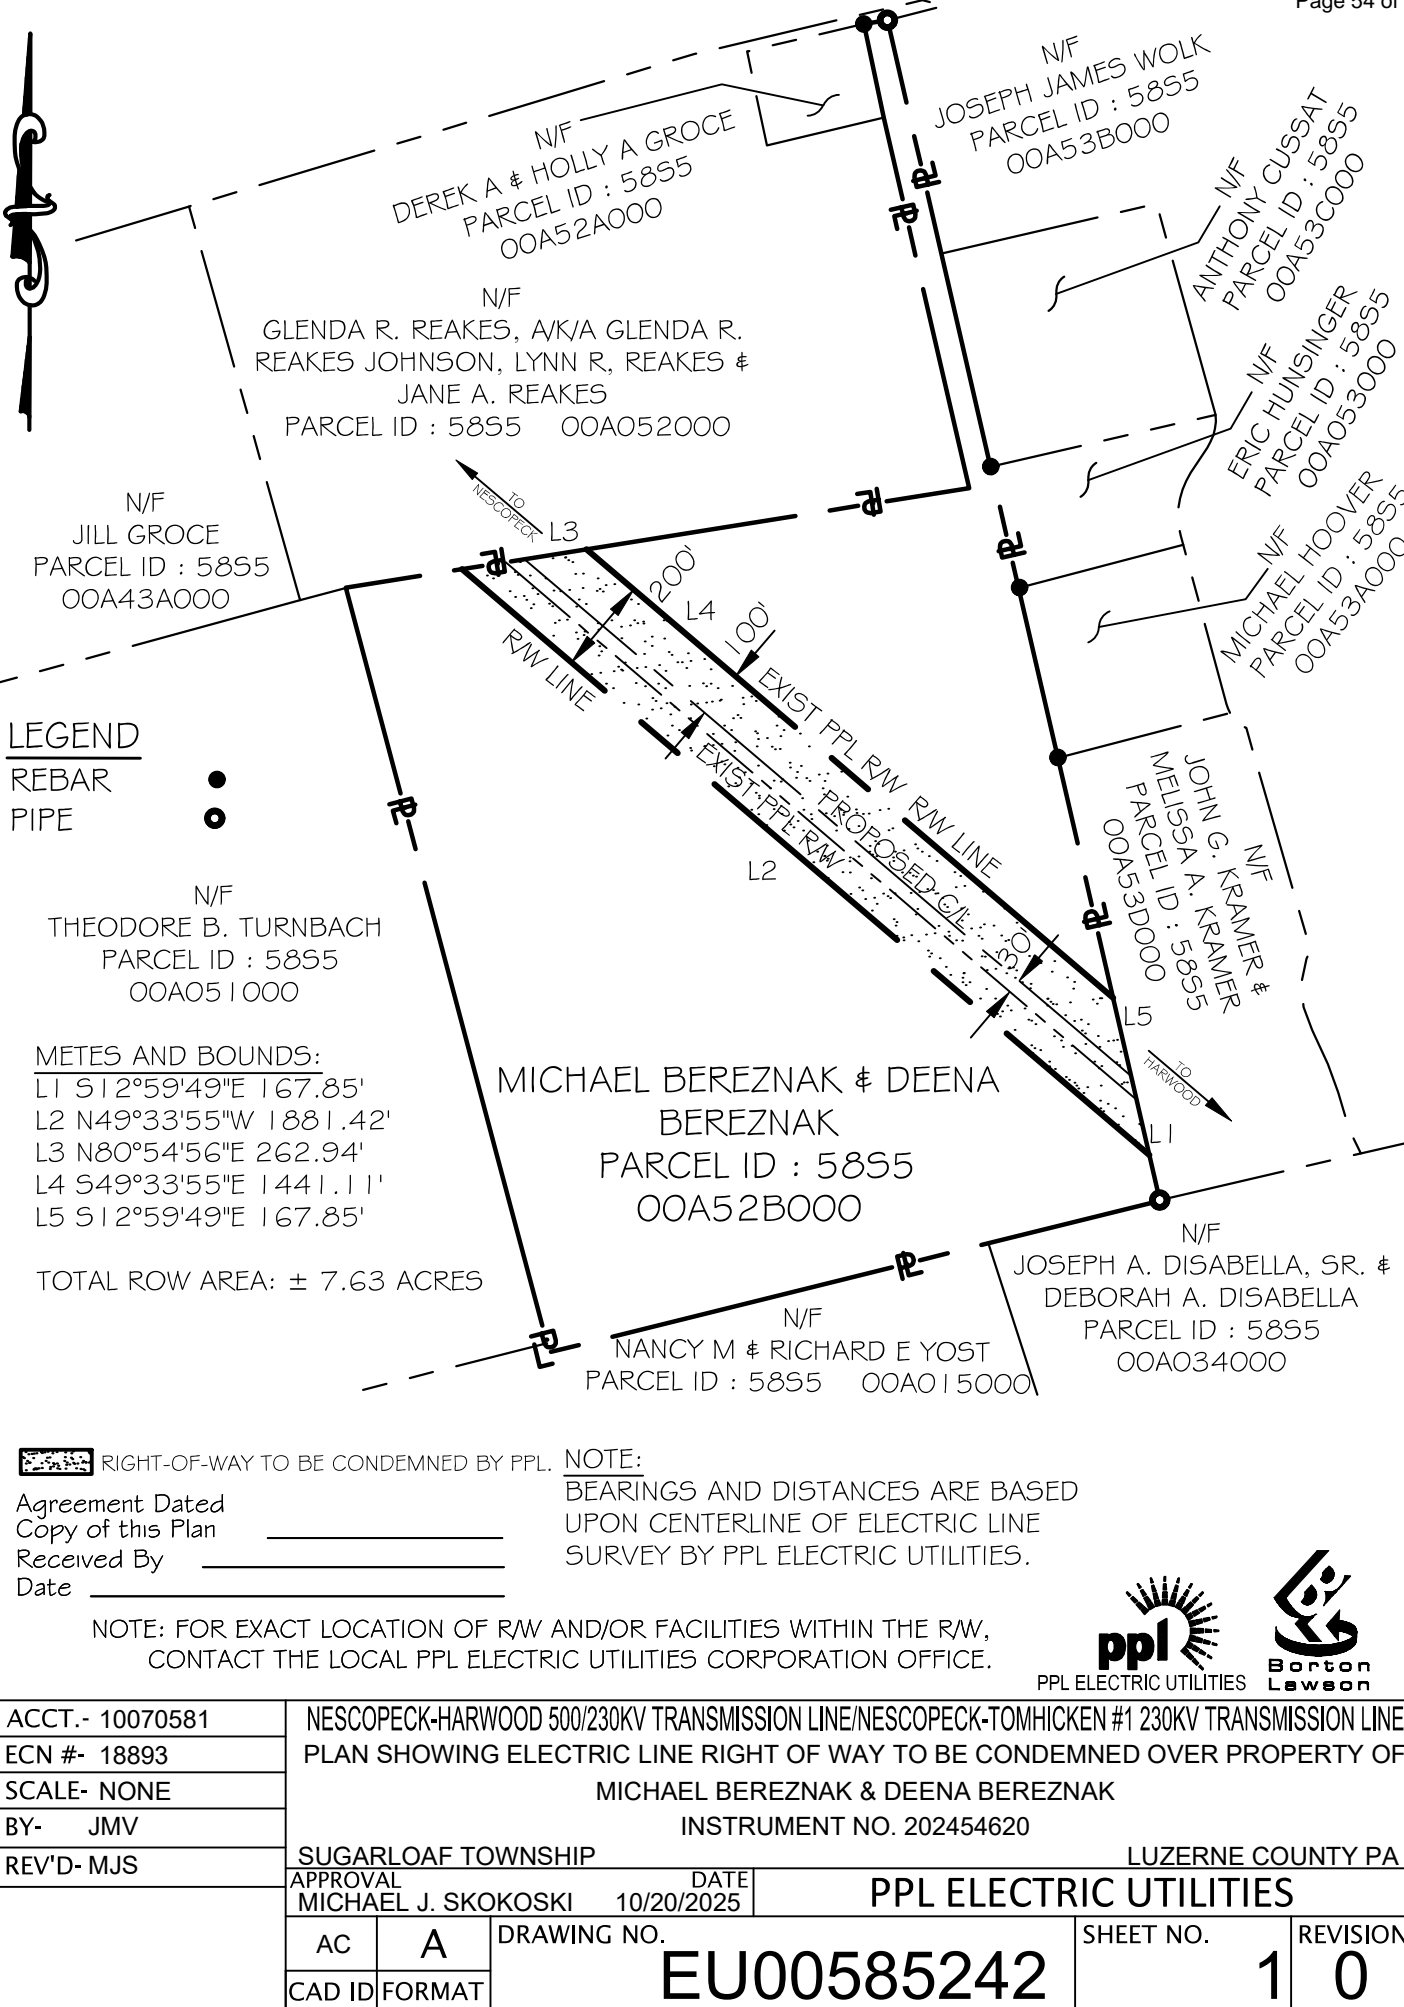 Page 54 of
N/F
JOSEPH JAMES WOLK
PARCEL ID : 58S5
00A53B000
N/F
DEREK A & HOLLY A GROCE
PARCEL ID : 58S5
00A52A000
N/F
ANTHONY CUSSAT
PARCEL ID : 58S5
00A53C000
N/F
GLENDA R. REAKES, A/K/A GLENDA R.
REAKES JOHNSON, LYNN R, REAKES &
JANE A. REAKES
PARCEL ID : 58S5 00A052000
N/F
ERIC HUNSINGER
PARCEL ID : 58S5
00A053000
N/F
JILL GROCE
PARCEL ID : 58S5
00A43A000
N/F
MICHAEL HOOVER
PARCEL ID : 58S5
00A53A000
TO
NESCOPECK
L3
200'
L4
100'
R/W LINE
EXIST PPL R/W
R/W LINE
EXIST PPL R/W
PROPOSED C/L
L2
30'
L5
TO
HARWOOD
L1
PL
PL
PL
PL
PL
PL
PL
PL
PL
N/F
JOHN G. KRAMER &
MELISSA A. KRAMER
PARCEL ID : 58S5
00A53D000
LEGEND
REBAR
PIPE
N/F
THEODORE B. TURNBACH
PARCEL ID : 58S5
00A051000
METES AND BOUNDS:
L1 S12°59'49"E 167.85'
L2 N49°33'55"W 1881.42'
L3 N80°54'56"E 262.94'
L4 S49°33'55"E 1441.11'
L5 S12°59'49"E 167.85'
TOTAL ROW AREA: ± 7.63 ACRES
MICHAEL BEREZNAK & DEENA
BEREZNAK
PARCEL ID : 58S5
00A52B000
N/F
JOSEPH A. DISABELLA, SR. &
DEBORAH A. DISABELLA
PARCEL ID : 58S5
00A034000
N/F
NANCY M & RICHARD E YOST
PARCEL ID : 58S5 00A015000
RIGHT-OF-WAY TO BE CONDEMNED BY PPL.
Agreement Dated
Copy of this Plan
Received By
Date
NOTE:
BEARINGS AND DISTANCES ARE BASED
UPON CENTERLINE OF ELECTRIC LINE
SURVEY BY PPL ELECTRIC UTILITIES.
NOTE: FOR EXACT LOCATION OF R/W AND/OR FACILITIES WITHIN THE R/W,
CONTACT THE LOCAL PPL ELECTRIC UTILITIES CORPORATION OFFICE.
ppl
PPL ELECTRIC UTILITIES
Borton
Lawson
ACCT.- 10070581
ECN #- 18893
SCALE- NONE
BY- JMV
REV'D- MJS
NESCOPECK-HARWOOD 500/230KV TRANSMISSION LINE/NESCOPECK-TOMHICKEN #1 230KV TRANSMISSION LINE
PLAN SHOWING ELECTRIC LINE RIGHT OF WAY TO BE CONDEMNED OVER PROPERTY OF
MICHAEL BEREZNAK & DEENA BEREZNAK
INSTRUMENT NO. 202454620
SUGARLOAF TOWNSHIP LUZERNE COUNTY PA
APPROVAL DATE
MICHAEL J. SKOKOSKI 10/20/2025
PPL ELECTRIC UTILITIES
AC A
CAD ID FORMAT
DRAWING NO.
EU00585242
SHEET NO.
1
REVISION
0